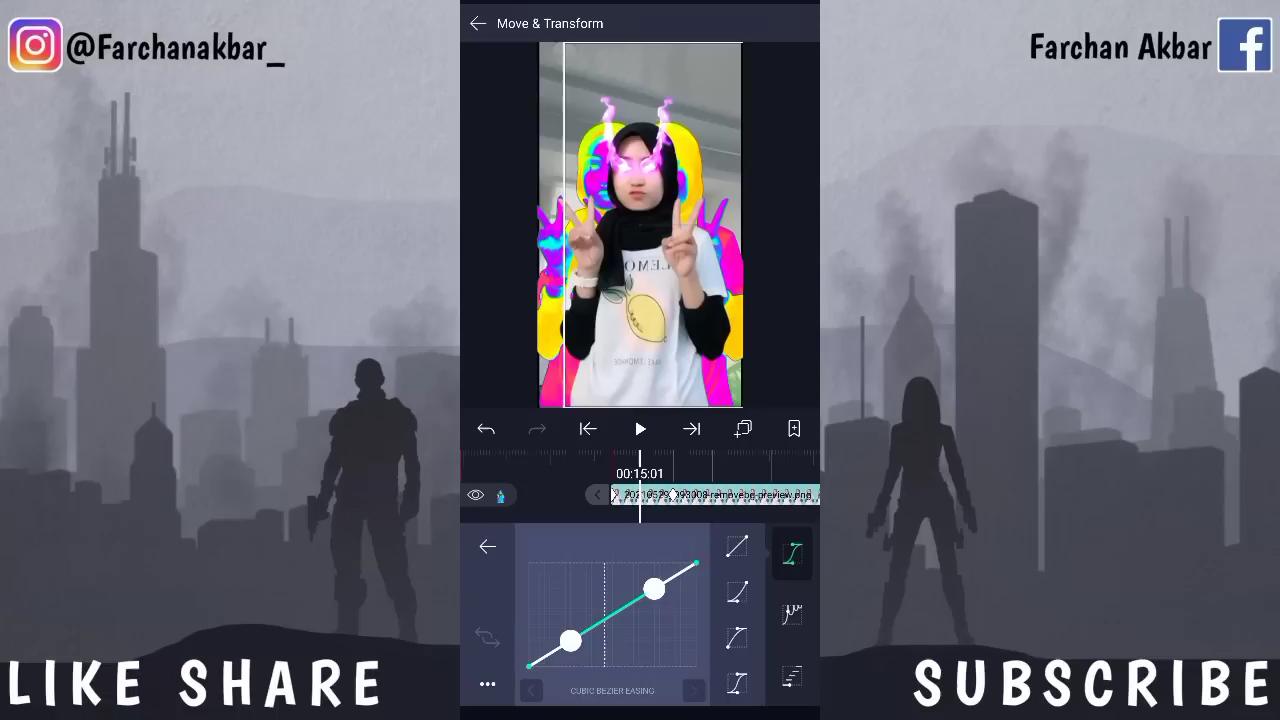 @Farchanakbar_
Move & Transform
Farchan Akbar
00:15:01
CUBIC BEZIER EASING
LIKE SHARE
SUBSCRIBE